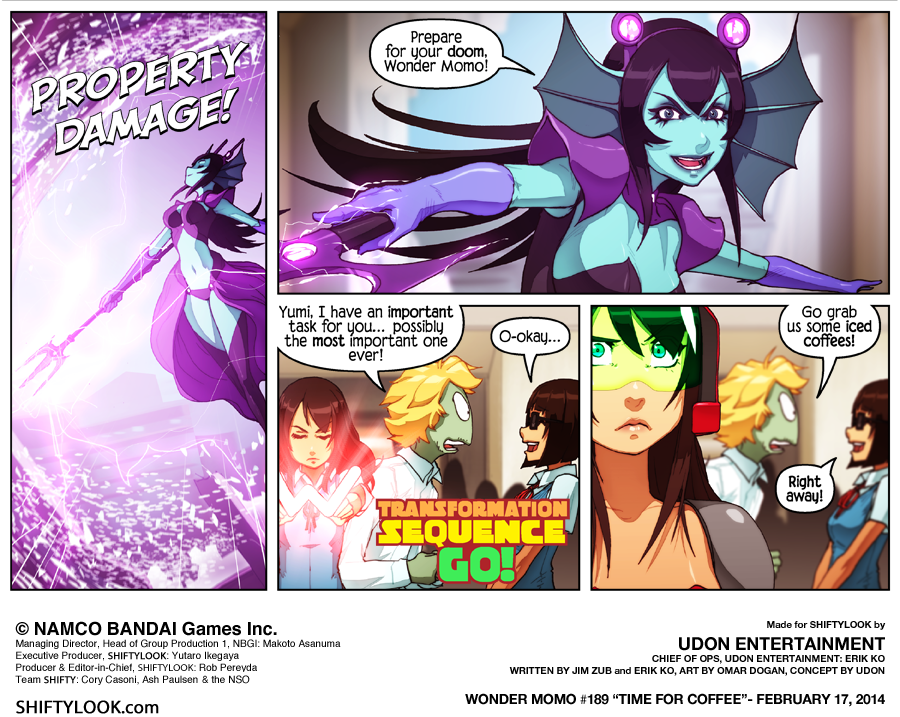 PROPERTY
DAMAGE!
Prepare
for your doom,
Wonder Momo!
Yumi, I have an important
task for you... possibly
the most important one
ever!
O-okay...
TRANSFORMATION
SEQUENCE
GO!
Go grab
us some iced
coffees!
Right
away!
© NAMCO BANDAI Games Inc.
Managing Director, Head of Group Production 1, NBGI: Makoto Asanuma
Executive Producer, SHIFTYLOOK: Yutaro Ikegaya
Producer & Editor-in-Chief, SHIFTYLOOK: Rob Pereyda
Team SHIFTY: Cory Casoni, Ash Paulsen & the NSO
SHIFTYLOOK.com
Made for SHIFTYLOOK by
UDON ENTERTAINMENT
CHIEF OF OPS, UDON ENTERTAINMENT: ERIK KO
WRITTEN BY JIM ZUB and ERIK KO, ART BY OMAR DOGAN, CONCEPT BY UDON
WONDER MOMO #189 “TIME FOR COFFEE”- FEBRUARY 17, 2014